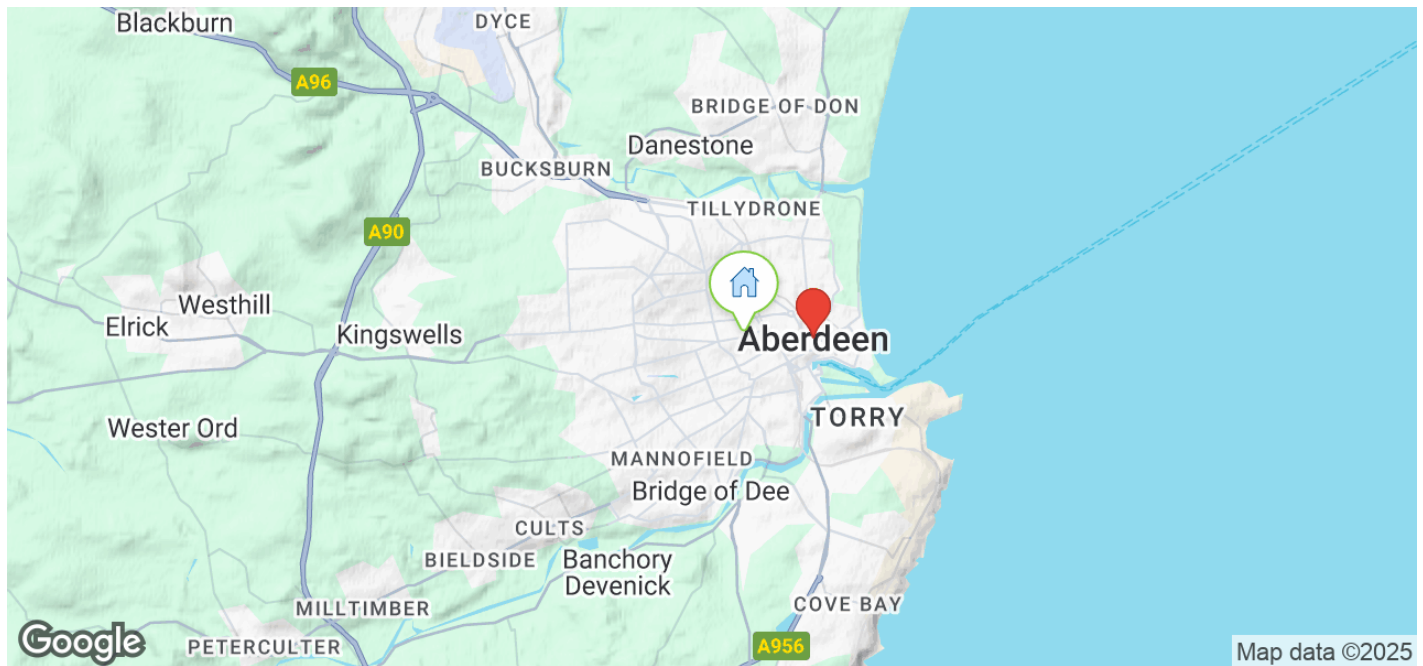 Blackburn
DYCE
A96
BRIDGE OF DON
Danestone
BUCKSBURN
TILLYDRONE
A90
Westhill
Elrick
Kingswells
Aberdeen
TORRY
Wester Ord
MANNOFIELD
Bridge of Dee
CULTS
BIELDSIDE
Banchory
Devenick
MILLTIMBER
COVE BAY
PETERCULTER
A956
Google
Map data ©2025